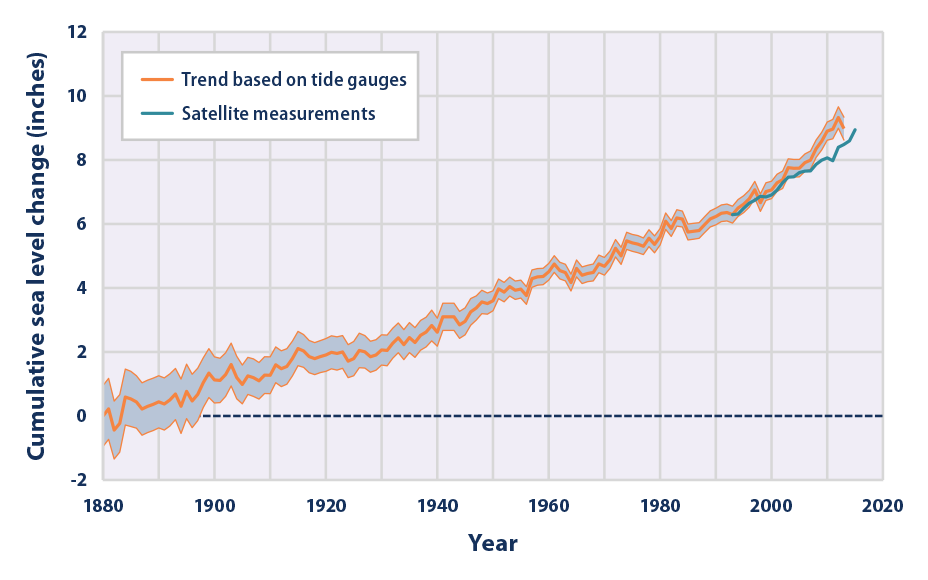 Cumulative sea level change (inches)
12
10
8
6
4
2
0
-2
Trend based on tide gauges
Satellite measurements
1880 1900 1920 1940 1960 1980 2000 2020
Year